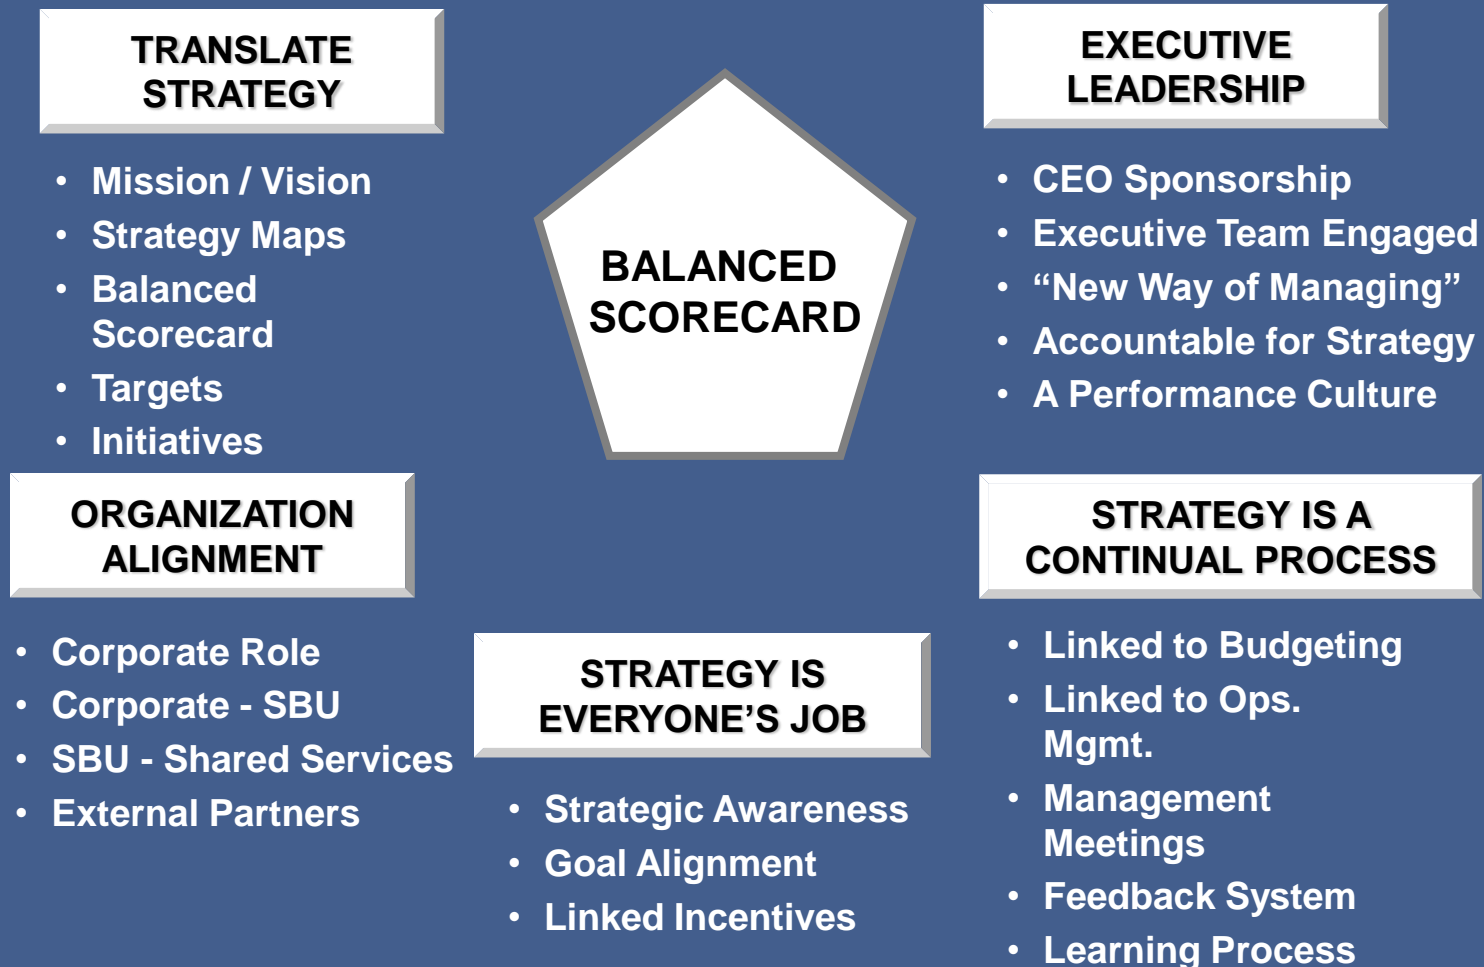 TRANSLATE
STRATEGY
• Mission / Vision
• Strategy Maps
• Balanced
Scorecard
• Targets
• Initiatives
EXECUTIVE
LEADERSHIP
• CEO Sponsorship
• Executive Team Engaged
• “New Way of Managing”
• Accountable for Strategy
• A Performance Culture
BALANCED
SCORECARD
ORGANIZATION
ALIGNMENT
• Corporate Role
• Corporate - SBU
• SBU - Shared Services
• External Partners
STRATEGY IS
EVERYONE’S JOB
• Strategic Awareness
• Goal Alignment
• Linked Incentives
STRATEGY IS A
CONTINUAL PROCESS
• Linked to Budgeting
• Linked to Ops.
Mgmt.
• Management
Meetings
• Feedback System
• Learning Process